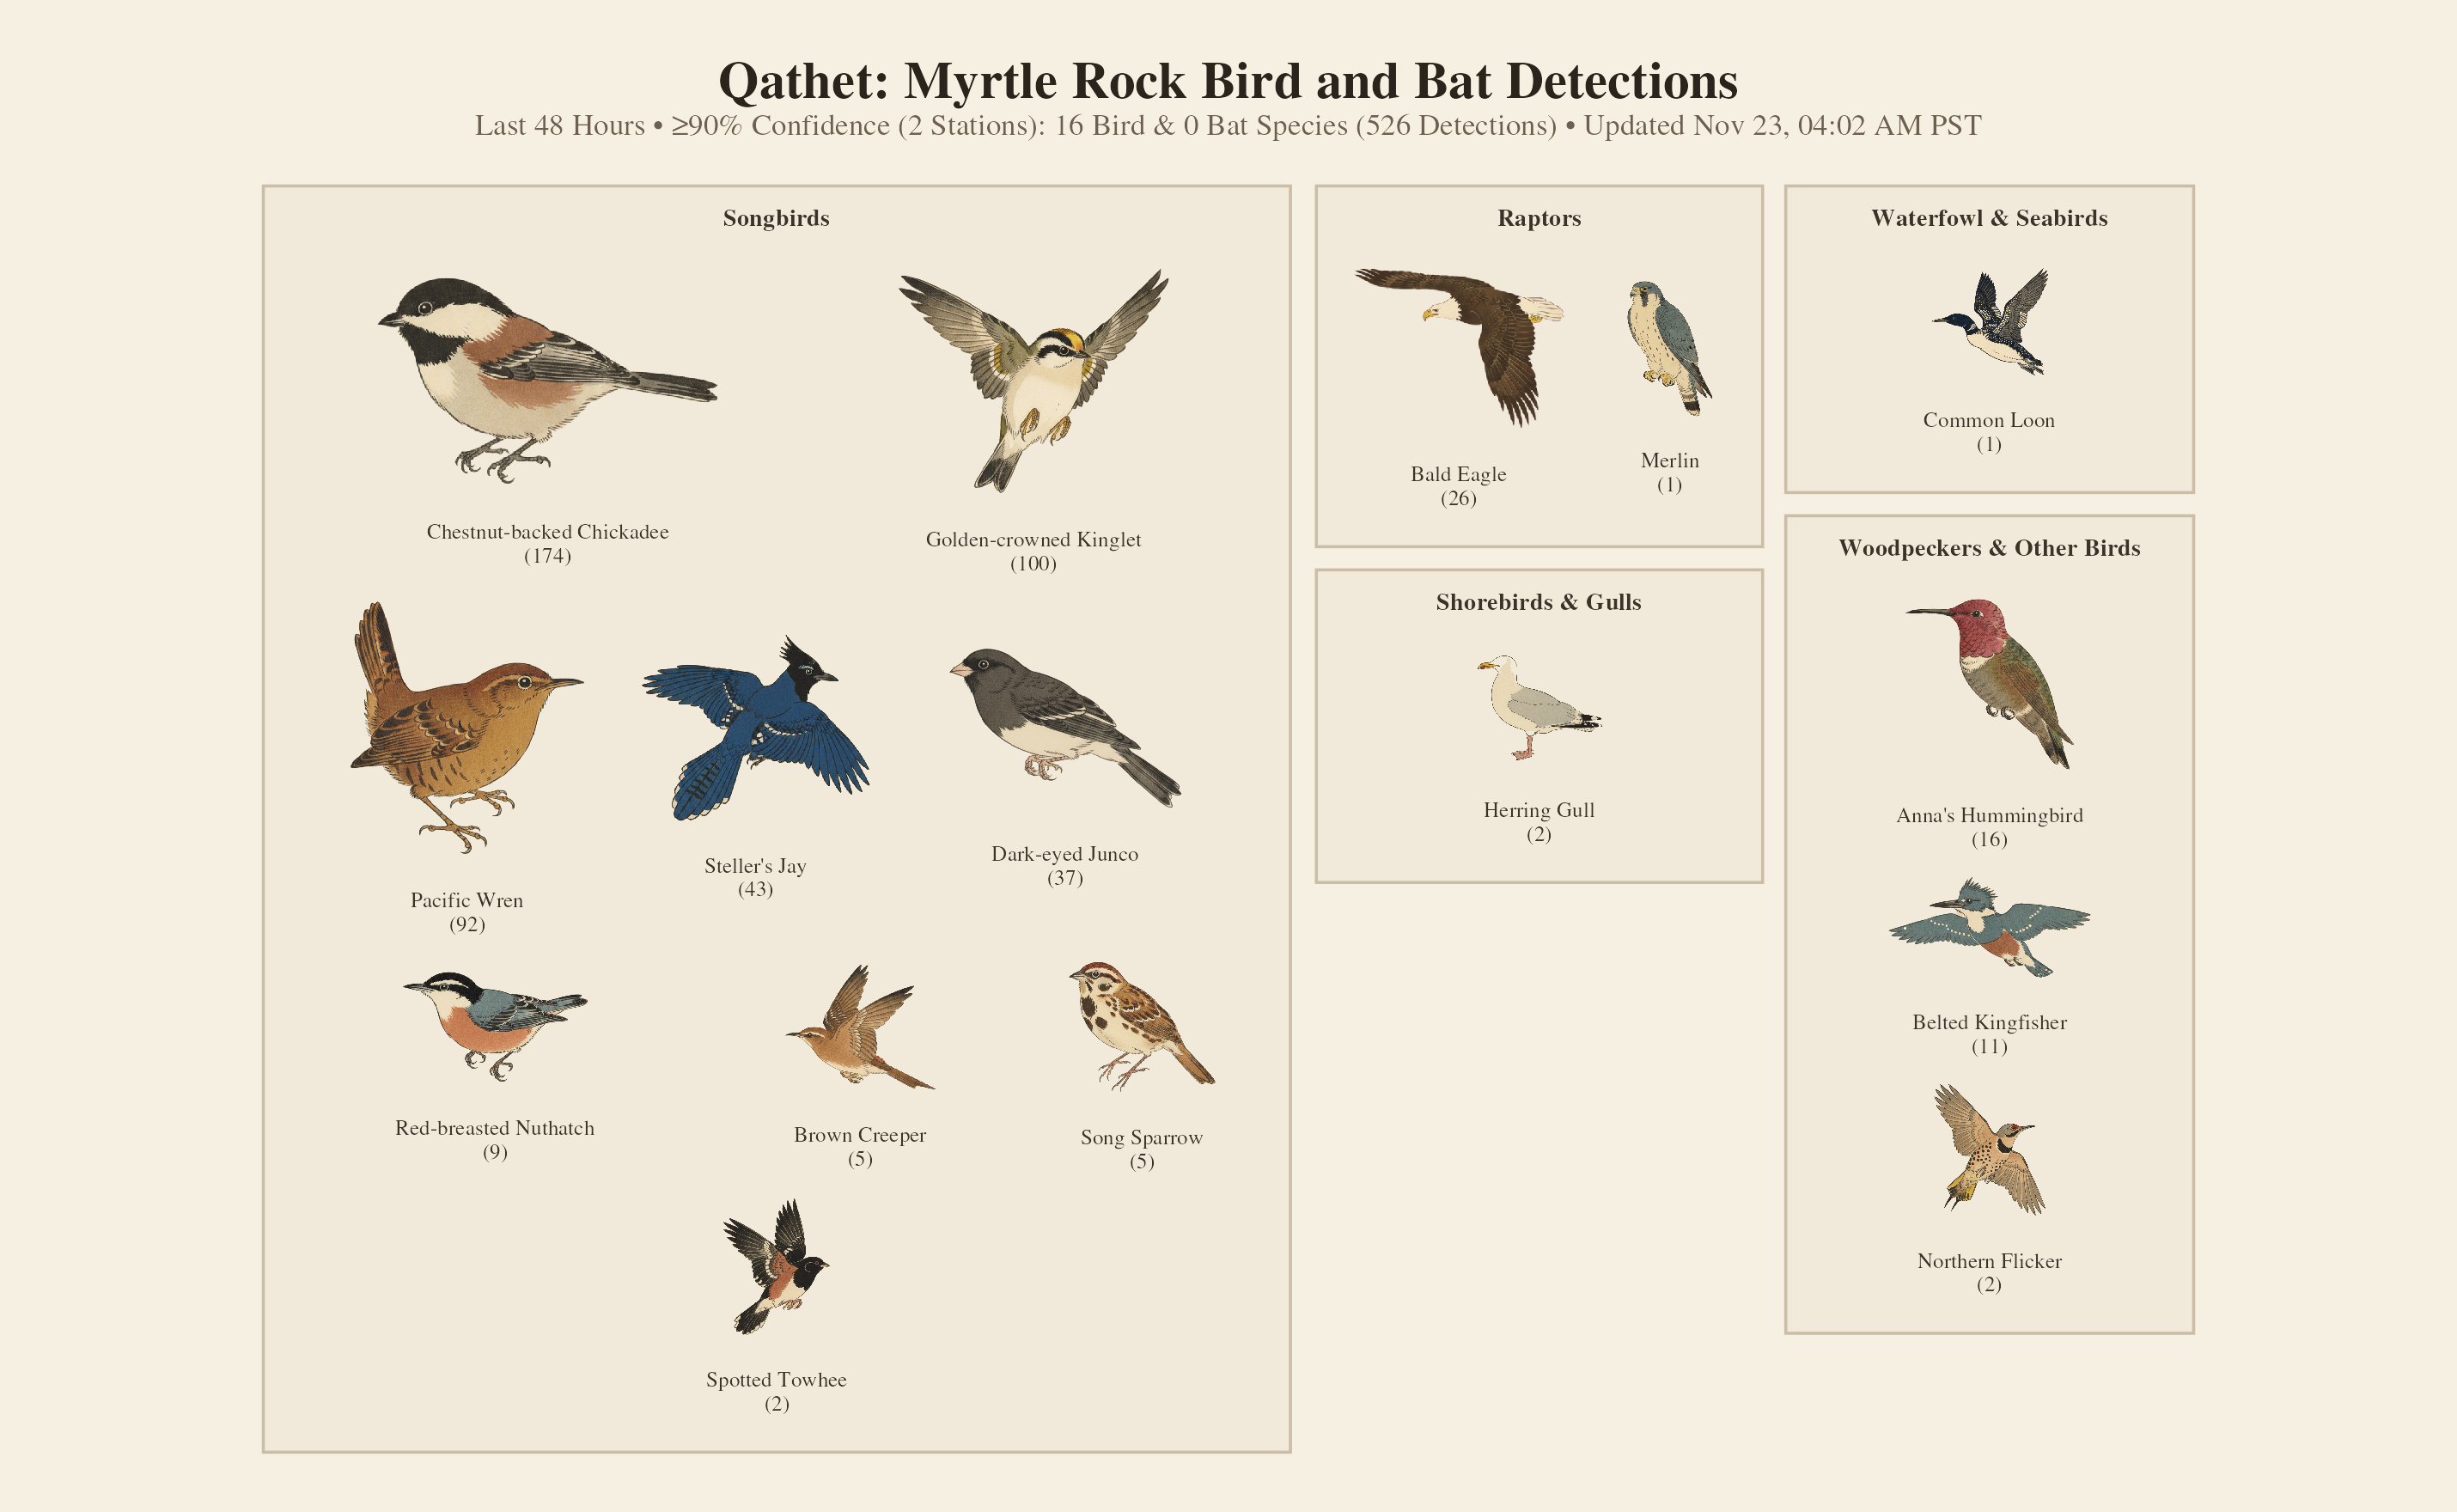 Qathet: Myrtle Rock Bird and Bat Detections
Last 48 Hours • ≥90% Confidence (2 Stations): 16 Bird & 0 Bat Species (526 Detections) • Updated Nov 23, 04:02 AM PST
Songbirds
Chestnut-backed Chickadee
(174)
Golden-crowned Kinglet
(100)
Pacific Wren
(92)
Steller's Jay
(43)
Dark-eyed Junco
(37)
Red-breasted Nuthatch
(9)
Brown Creeper
(5)
Song Sparrow
(5)
Spotted Towhee
(2)
Raptors
Bald Eagle
(26)
Merlin
(1)
Shorebirds & Gulls
Herring Gull
(2)
Waterfowl & Seabirds
Common Loon
(1)
Woodpeckers & Other Birds
Anna's Hummingbird
(16)
Belted Kingfisher
(11)
Northern Flicker
(2)